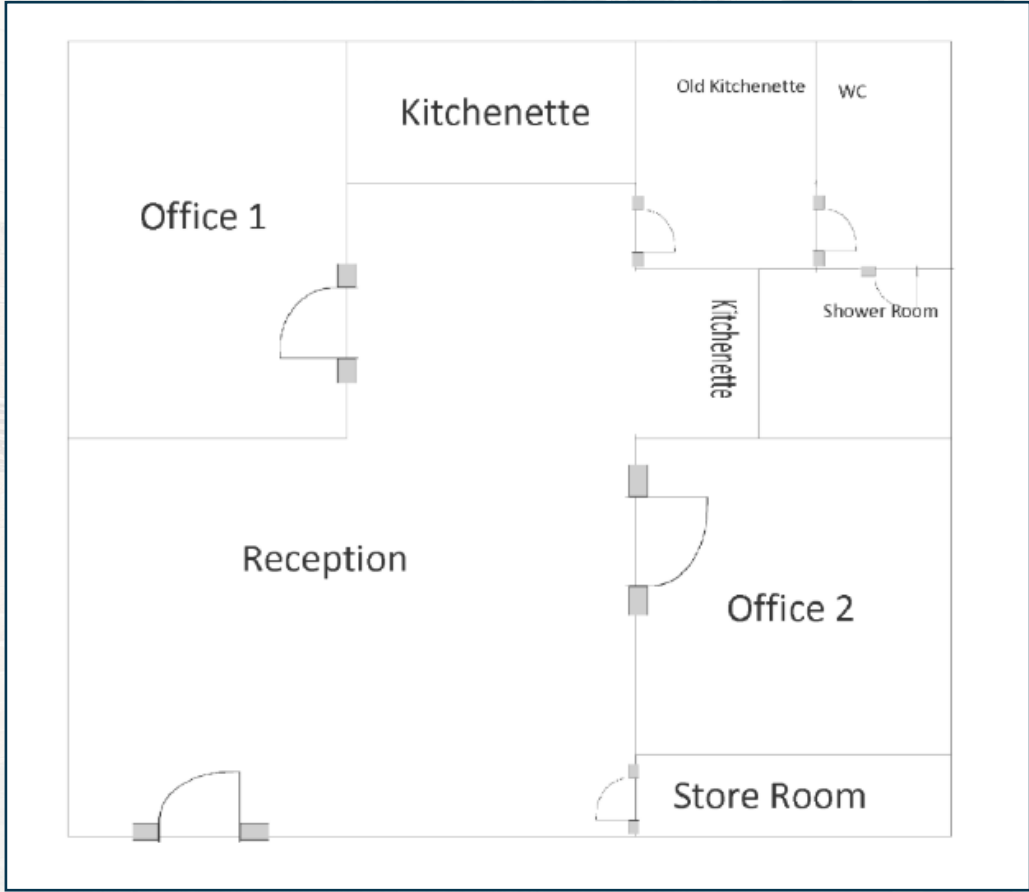 Old Kitchenette
WC
Kitchenette
Office 1
Shower Room
Kitchenette
Reception
Office 2
Store Room